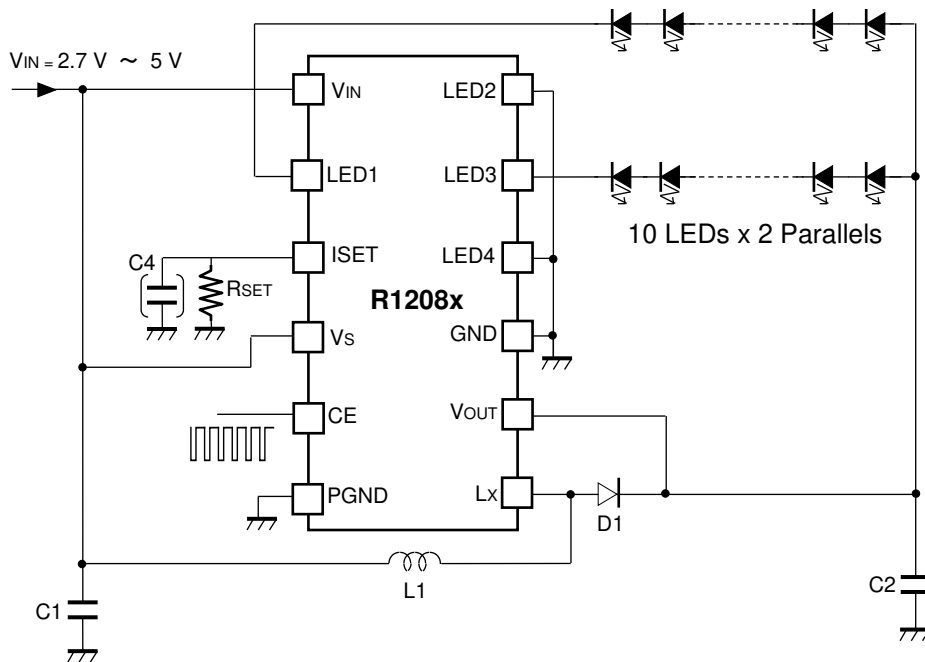 VIN = 2.7 V ～ 5 V
VIN
LED2
LED1
LED3
10 LEDs x 2 Parallels
C4
RSET
ISET
LED4
R1208x
VS
GND
CE
VOUT
PGND
LX
D1
L1
C1
C2